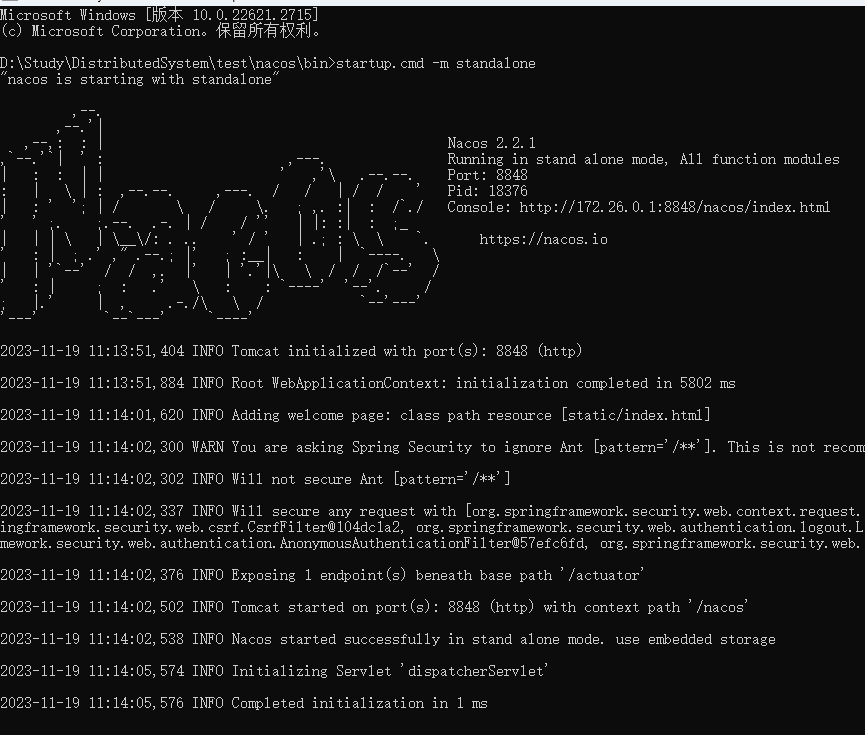 Microsoft Windows [版本 10.0.22621.2715]
(c) Microsoft Corporation。保留所有权利。
D:\Study\DistributedSystem\test\nacos\bin>startup.cmd -m standalone
"nacos is starting with standalone"
Nacos 2.2.1
Running in stand alone mode, All function modules
Port: 8848
Pid: 18376
Console: http://172.26.0.1:8848/nacos/index.html
https://nacos.io
2023-11-19 11:13:51,404 INFO Tomcat initialized with port(s): 8848 (http)
2023-11-19 11:13:51,884 INFO Root WebApplicationContext: initialization completed in 5802 ms
2023-11-19 11:14:01,620 INFO Adding welcome page: class path resource [static/index.html]
2023-11-19 11:14:02,300 WARN You are asking Spring Security to ignore Ant [pattern='/**']. This is not recom
2023-11-19 11:14:02,302 INFO Will not secure Ant [pattern='/**']
2023-11-19 11:14:02,337 INFO Will secure any request with [org.springframework.security.web.context.request.
ingframework.security.web.csrf.CsrfFilter@104dc1a2, org.springframework.security.web.authentication.logout.L
mework.security.web.authentication.AnonymousAuthenticationFilter@57efc6fd, org.springframework.security.web.
2023-11-19 11:14:02,376 INFO Exposing 1 endpoint(s) beneath base path '/actuator'
2023-11-19 11:14:02,502 INFO Tomcat started on port(s): 8848 (http) with context path '/nacos'
2023-11-19 11:14:02,538 INFO Nacos started successfully in stand alone mode. use embedded storage
2023-11-19 11:14:05,574 INFO Initializing Servlet 'dispatcherServlet'
2023-11-19 11:14:05,576 INFO Completed initialization in 1 ms